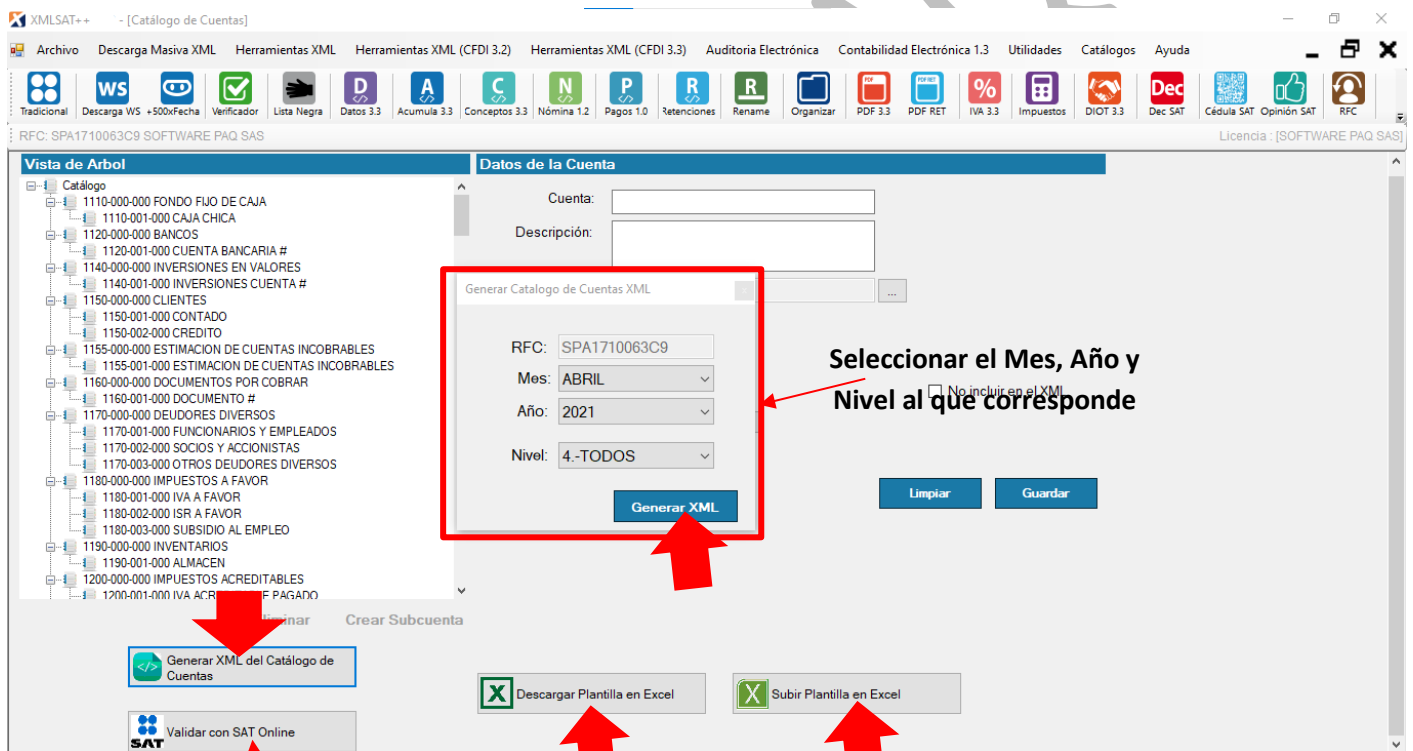 XMLSAT++ - [Catálogo de Cuentas]
Archivo Descarga Masiva XML Herramientas XML Herramientas XML (CFDI 3.2) Herramientas XML (CFDI 3.3) Auditoria Electrónica Contabilidad Electrónica 1.3 Utilidades Catálogos Ayuda
WS D A C N P R R PDF PDF RET % Dec
Tradicional Descarga WS +500xFecha Verificador Lista Negra Datos 3.3 Acumula 3.3 Conceptos 3.3 Nómina 1.2 Pagos 1.0 Retenciones Rename Organizar PDF 3.3 PDF RET IVA 3.3 Impuestos DIOT 3.3 Dec SAT Cédula SAT Opinión SAT RFC
RFC: SPA1710063C9 SOFTWARE PAQ SAS Licencia : [SOFTWARE PAQ SAS]
Vista de Arbol
Catálogo
1110-000-000 FONDO FIJO DE CAJA
1110-001-000 CAJA CHICA
1120-000-000 BANCOS
1120-001-000 CUENTA BANCARIA #
1140-000-000 INVERSIONES EN VALORES
1140-001-000 INVERSIONES CUENTA #
1150-000-000 CLIENTES
1150-001-000 CONTADO
1150-002-000 CREDITO
1155-000-000 ESTIMACION DE CUENTAS INCOBRABLES
1155-001-000 ESTIMACION DE CUENTAS INCOBRABLES
1160-000-000 DOCUMENTOS POR COBRAR
1160-001-000 DOCUMENTO #
1170-000-000 DEUDORES DIVERSOS
1170-001-000 FUNCIONARIOS Y EMPLEADOS
1170-002-000 SOCIOS Y ACCIONISTAS
1170-003-000 OTROS DEUDORES DIVERSOS
1180-000-000 IMPUESTOS A FAVOR
1180-001-000 IVA A FAVOR
1180-002-000 ISR A FAVOR
1180-003-000 SUBSIDIO AL EMPLEO
1190-000-000 INVENTARIOS
1190-001-000 ALMACEN
1200-000-000 IMPUESTOS ACREDITABLES
1200-001-000 IVA PAGADO
Crear Subcuenta
Generar XML del Catálogo de
Cuentas
SAT Validar con SAT Online
Datos de la Cuenta
Cuenta:
Descripción:
...
Generar Catalogo de Cuentas XML
RFC: SPA1710063C9
Mes: ABRIL
Año: 2021
Nivel: 4.-TODOS
Generar XML
Seleccionar el Mes, Año y
No incluir en el XML
Nivel al que corresponde
Limpiar Guardar
Descargar Plantilla en Excel Subir Plantilla en Excel